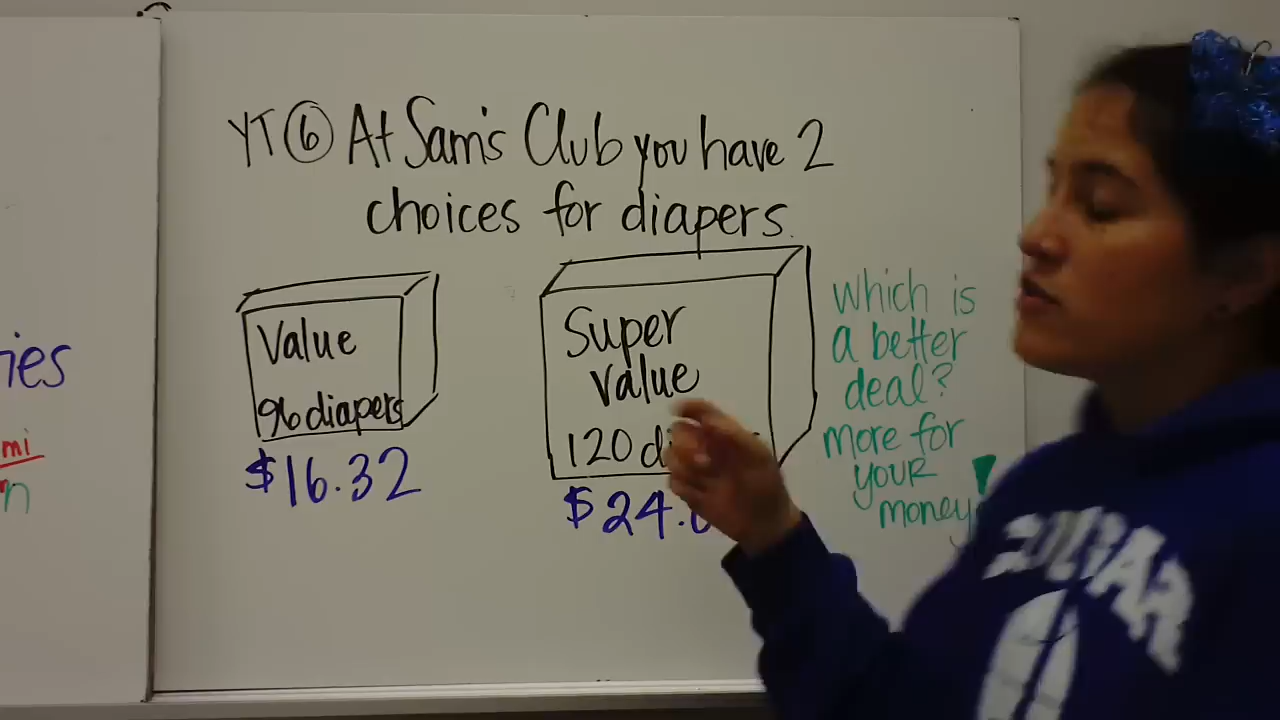 YT ⑥ At Sam's Club you have 2
choices for diapers.
Value
96 diapers
$16.32
Super
value
120
$24.
Which is
a better
deal?
more for
your
money
ies
mi
n